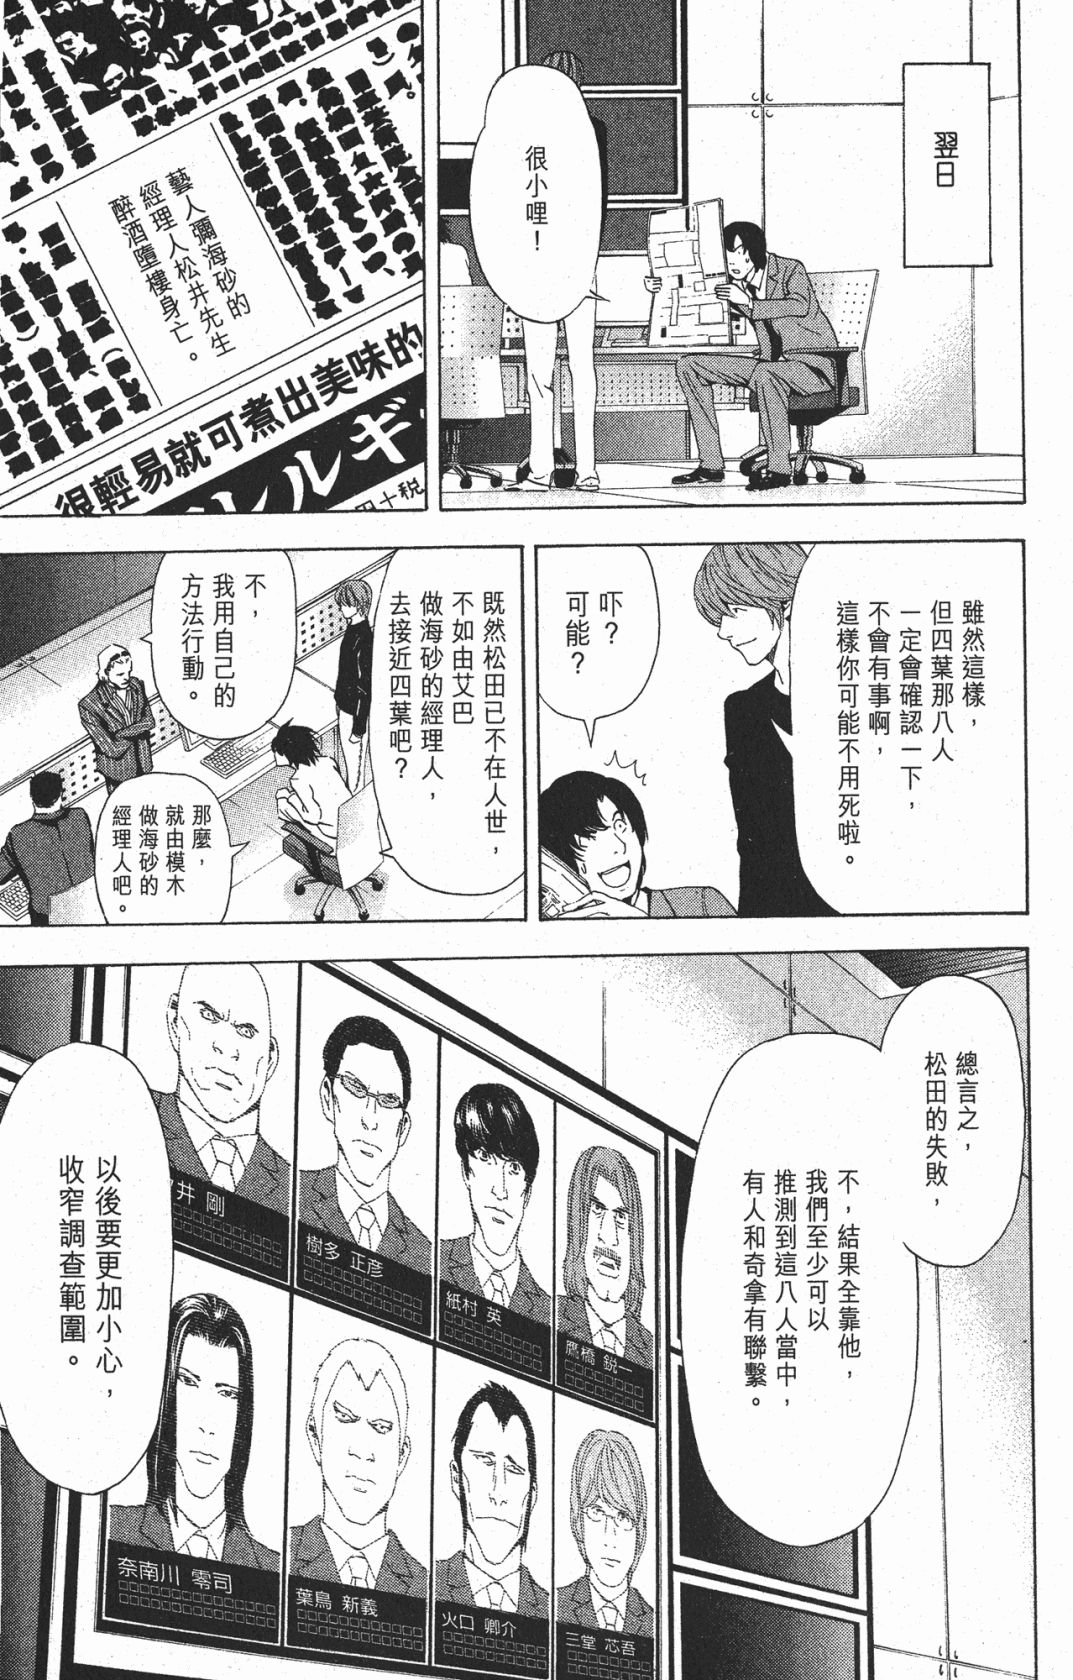 翌日
很小哩！
藝人彌海砂的
經理人松井先生
醉酒墮樓身亡。
很輕易就可煮出美味的
レルギ
四十税
雖然這樣，
但四葉那八人
一定會確認一下，
不會有事啊，
這樣你可能不用死啦。
吓？
可能？
既然松田已不在人世，
不如由艾巴
做海砂的經理人，
去接近四葉吧？
不，
我用自己的
方法行動。
那麼，
就由模木
做海砂的
經理人吧。
總言之，
松田的失敗，
不，結果全靠他，
我們至少可以
推測到這八人當中，
有人和奇拿有聯繫。
以後要更加小心，
收窄調查範圍。
鷹橋 鋭一
紙村 英
樹多 正彦
井 剛
三堂 芯吾
火口 卿介
葉鳥 新義
奈南川 零司